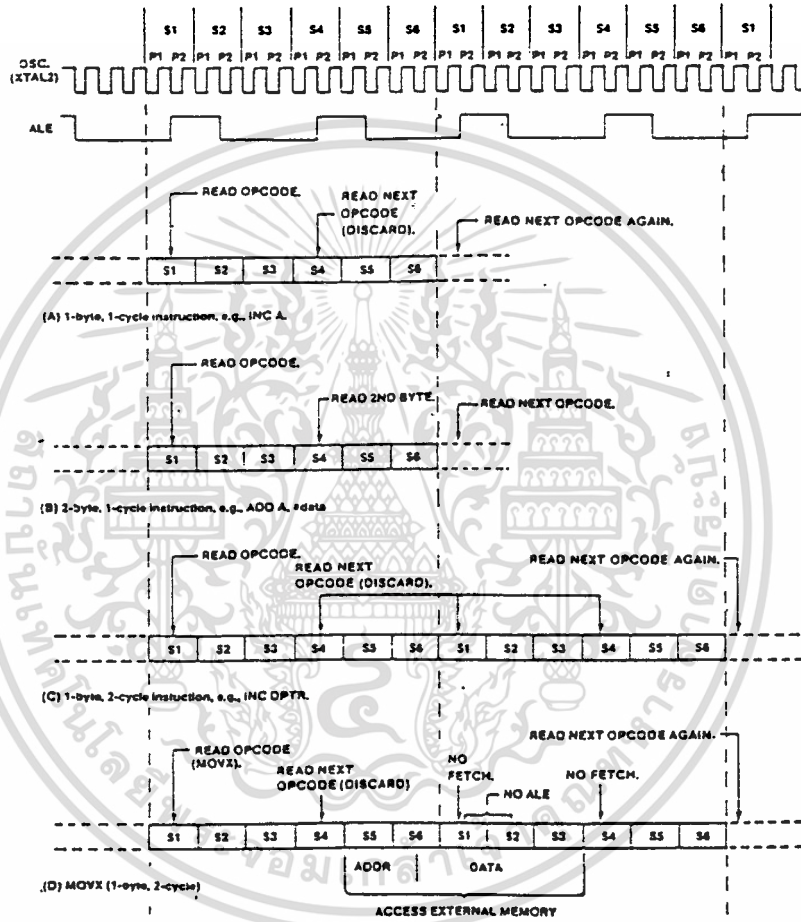 S1 S2 S3 S4 S5 S6 S1 S2 S3 S4 S5 S6 S1
P1 P2 P1 P2 P1 P2 P1 P2 P1 P2 P1 P2 P1 P2 P1 P2 P1 P2 P1 P2 P1 P2 P1 P2 P1 P2
OSC.
(XTAL2)
ALE
READ OPCODE.
READ NEXT
OPCODE
(DISCARD).
READ NEXT OPCODE AGAIN.
S1 S2 S3 S4 S5 S6
(A) 1-byte, 1-cycle instruction, e.g., INC A.
READ OPCODE.
READ 2ND BYTE.
READ NEXT OPCODE.
S1 S2 S3 S4 S5 S6
(B) 2-byte, 1-cycle instruction, e.g., ADD A, #data
READ OPCODE.
READ NEXT
OPCODE (DISCARD).
READ NEXT OPCODE AGAIN.
S1 S2 S3 S4 S5 S6 S1 S2 S3 S4 S5 S6
(C) 1-byte, 2-cycle instruction, e.g., INC DPTR.
READ OPCODE
(MOVX).
READ NEXT
OPCODE (DISCARD)
NO
FETCH.
NO ALE
NO FETCH.
READ NEXT OPCODE AGAIN.
S1 S2 S3 S4 S5 S6 S1 S2 S3 S4 S5 S6
ADDR DATA
(D) MOVX (1-byte, 2-cycle)
ACCESS EXTERNAL MEMORY